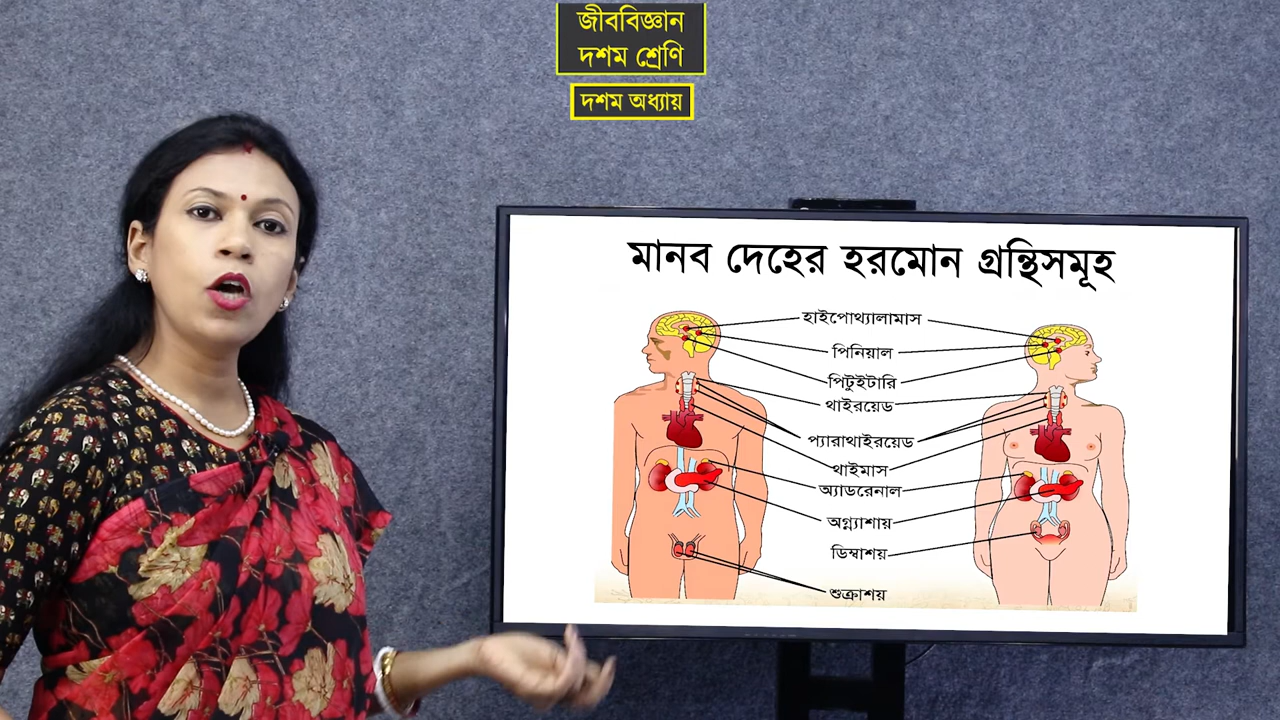 জীববিজ্ঞান
দশম শ্রেণি
দশম অধ্যায়
মানব দেহের হরমোন গ্রন্থিসমূহ
হাইপোথ্যালামাস
পিনিয়াল
পিটুইটারি
থাইরয়েড
প্যারাথাইরয়েড
থাইমাস
অ্যাডরেনাল
অগ্ন্যাশয়
ডিম্বাশয়
শুক্রাশয়